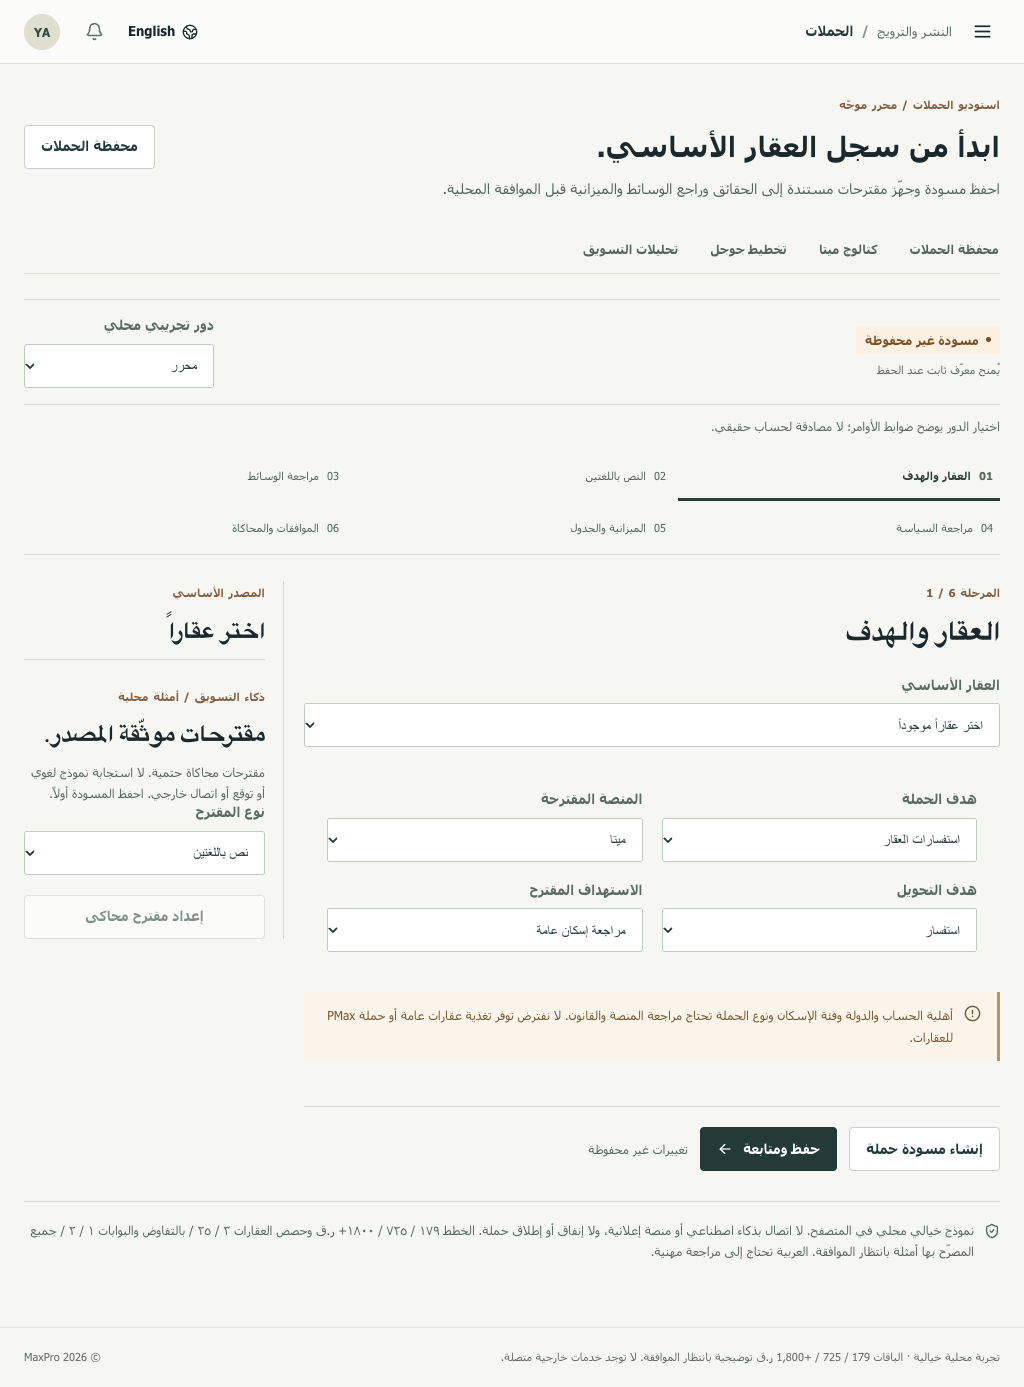 النشر والترويج / الحملات
English
YA
استوديو الحملات / محرر موجّه
ابدأ من سجل العقار الأساسي.
محفظة الحملات
احفظ مسودة وجهّز مقترحات مستندة إلى الحقائق وراجع الوسائط والميزانية قبل الموافقة المحلية.
محفظة الحملات
كتالوج ميتا
تخطيط جوجل
تحليلات التسويق
• مسودة غير محفوظة
يُمنح معرّف ثابت عند الحفظ
دور تجريبي محلي
محرر
اختيار الدور يوضح ضوابط الأوامر؛ لا مصادقة لحساب حقيقي.
01 العقار والهدف
02 النص باللغتين
03 مراجعة الوسائط
04 مراجعة السياسة
05 الميزانية والجدول
06 الموافقات والمحاكاة
المرحلة 6 / 1
العقار والهدف
العقار الأساسي
اختر عقاراً موجوداً
هدف الحملة
المنصة المقترحة
استفسارات العقار
ميتا
هدف التحويل
الاستهداف المقترح
استفسار
مراجعة إسكان عامة
أهلية الحساب والدولة وفئة الإسكان ونوع الحملة تحتاج مراجعة المنصة والقانون. لا نفترض توفر تغذية عقارات عامة أو حملة PMax
للعقارات.
إنشاء مسودة حملة
حفظ ومتابعة
تغييرات غير محفوظة
المصدر الأساسي
اختر عقاراً
ذكاء التسويق / أمثلة محلية
مقترحات موثّقة المصدر.
مقترحات محاكاة حتمية. لا استجابة نموذج لغوي
أو توقع أو اتصال خارجي. احفظ المسودة أولاً.
نوع المقترح
نص باللغتين
إعداد مقترح محاكى
نموذج خيالي محلي في المتصفح. لا اتصال بذكاء اصطناعي أو منصة إعلانية، ولا إنفاق أو إطلاق حملة. الخطط ١٧٩ / ٧٢٥ / ١٨٠٠+ ر.ق وحصص العقارات ٣ / ٢٥ / بالتفاوض والبوابات ١ / ٢ / جميع
المصرّح بها أمثلة بانتظار الموافقة. العربية تحتاج إلى مراجعة مهنية.
تجربة محلية خيالية · الباقات 179 / 725 / +1,800 ر.ق توضيحية بانتظار الموافقة. لا توجد خدمات خارجية متصلة.
© 2026 MaxPro